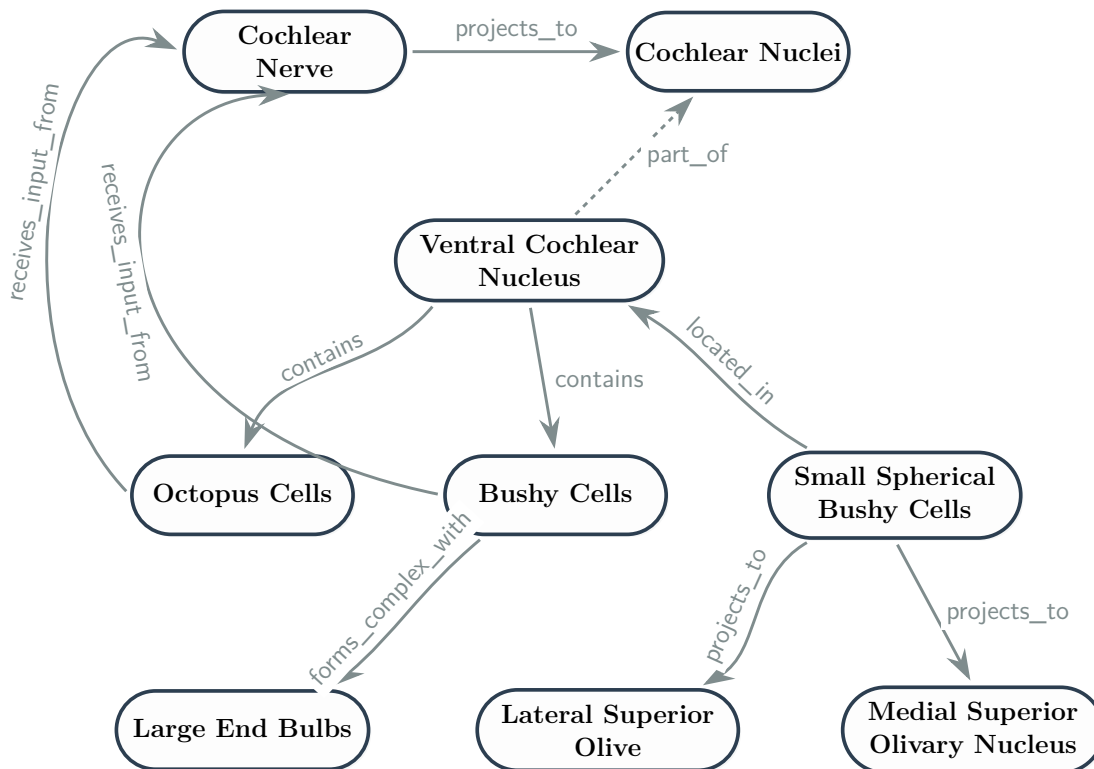 Cochlear
Nerve
projects_to
Cochlear Nuclei
receives_input_from
receives_input_from
part_of
Ventral Cochlear
Nucleus
contains
contains
located_in
Octopus Cells
Bushy Cells
Small Spherical
Bushy Cells
forms_complex_with
projects_to
projects_to
Large End Bulbs
Lateral Superior
Olive
Medial Superior
Olivary Nucleus